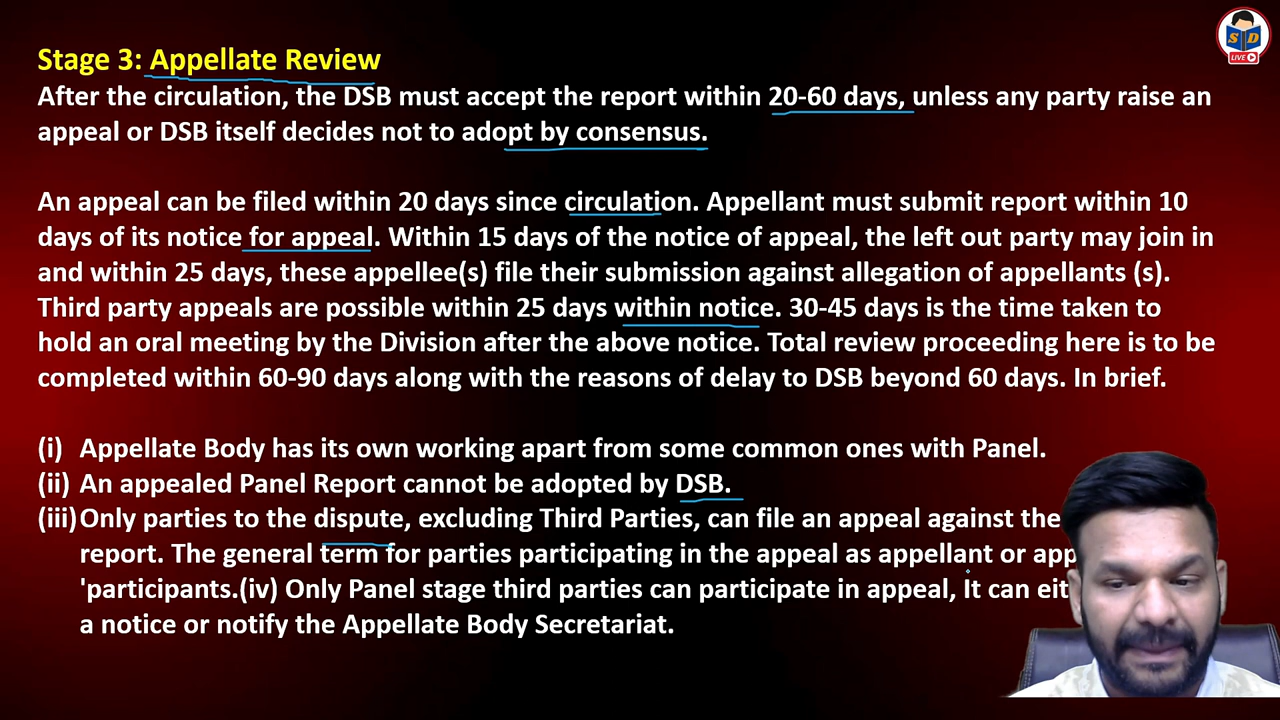 Stage 3: Appellate Review
After the circulation, the DSB must accept the report within 20-60 days, unless any party raise an
appeal or DSB itself decides not to adopt by consensus.
An appeal can be filed within 20 days since circulation. Appellant must submit report within 10
days of its notice for appeal. Within 15 days of the notice of appeal, the left out party may join in
and within 25 days, these appellee(s) file their submission against allegation of appellants (s).
Third party appeals are possible within 25 days within notice. 30-45 days is the time taken to
hold an oral meeting by the Division after the above notice. Total review proceeding here is to be
completed within 60-90 days along with the reasons of delay to DSB beyond 60 days. In brief.
(i) Appellate Body has its own working apart from some common ones with Panel.
(ii) An appealed Panel Report cannot be adopted by DSB.
(iii) Only parties to the dispute, excluding Third Parties, can file an appeal against the
report. The general term for parties participating in the appeal as appellant or
'participants.(iv) Only Panel stage third parties can participate in appeal, It can
a notice or notify the Appellate Body Secretariat.
S D
LIVE